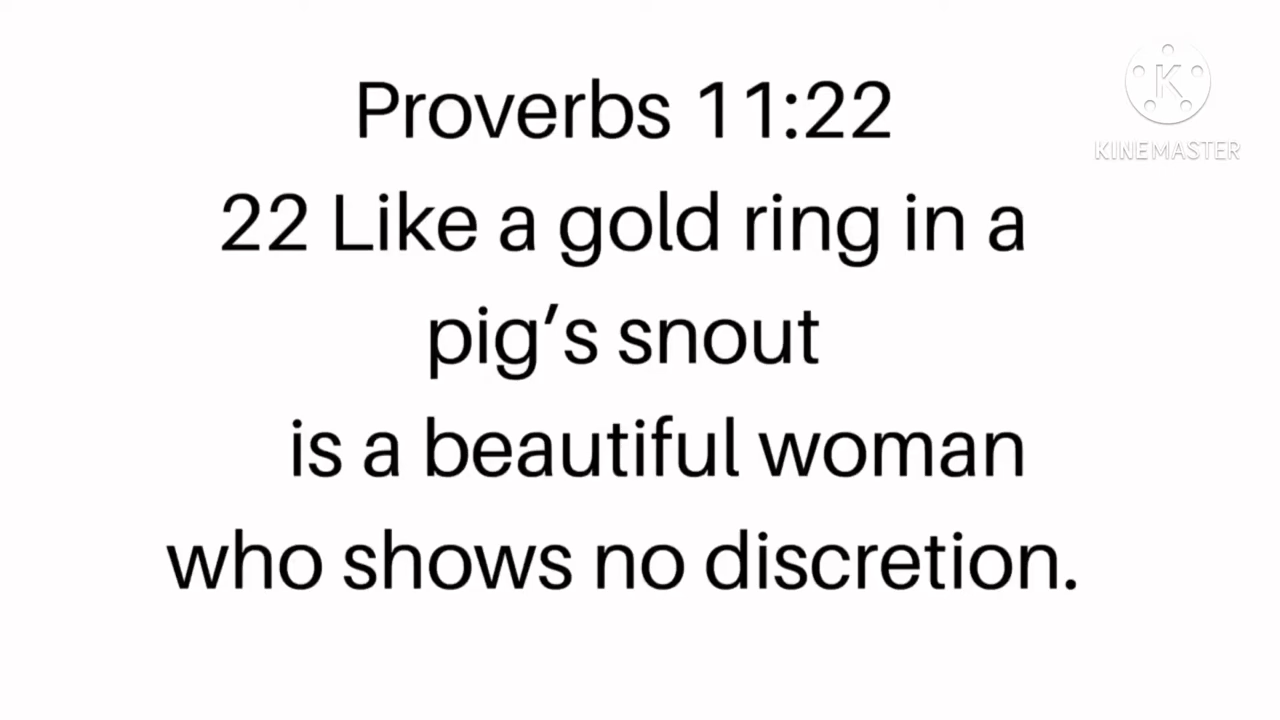 Proverbs 11:22
22 Like a gold ring in a
pig’s snout
is a beautiful woman
who shows no discretion.
K
KINEMASTER